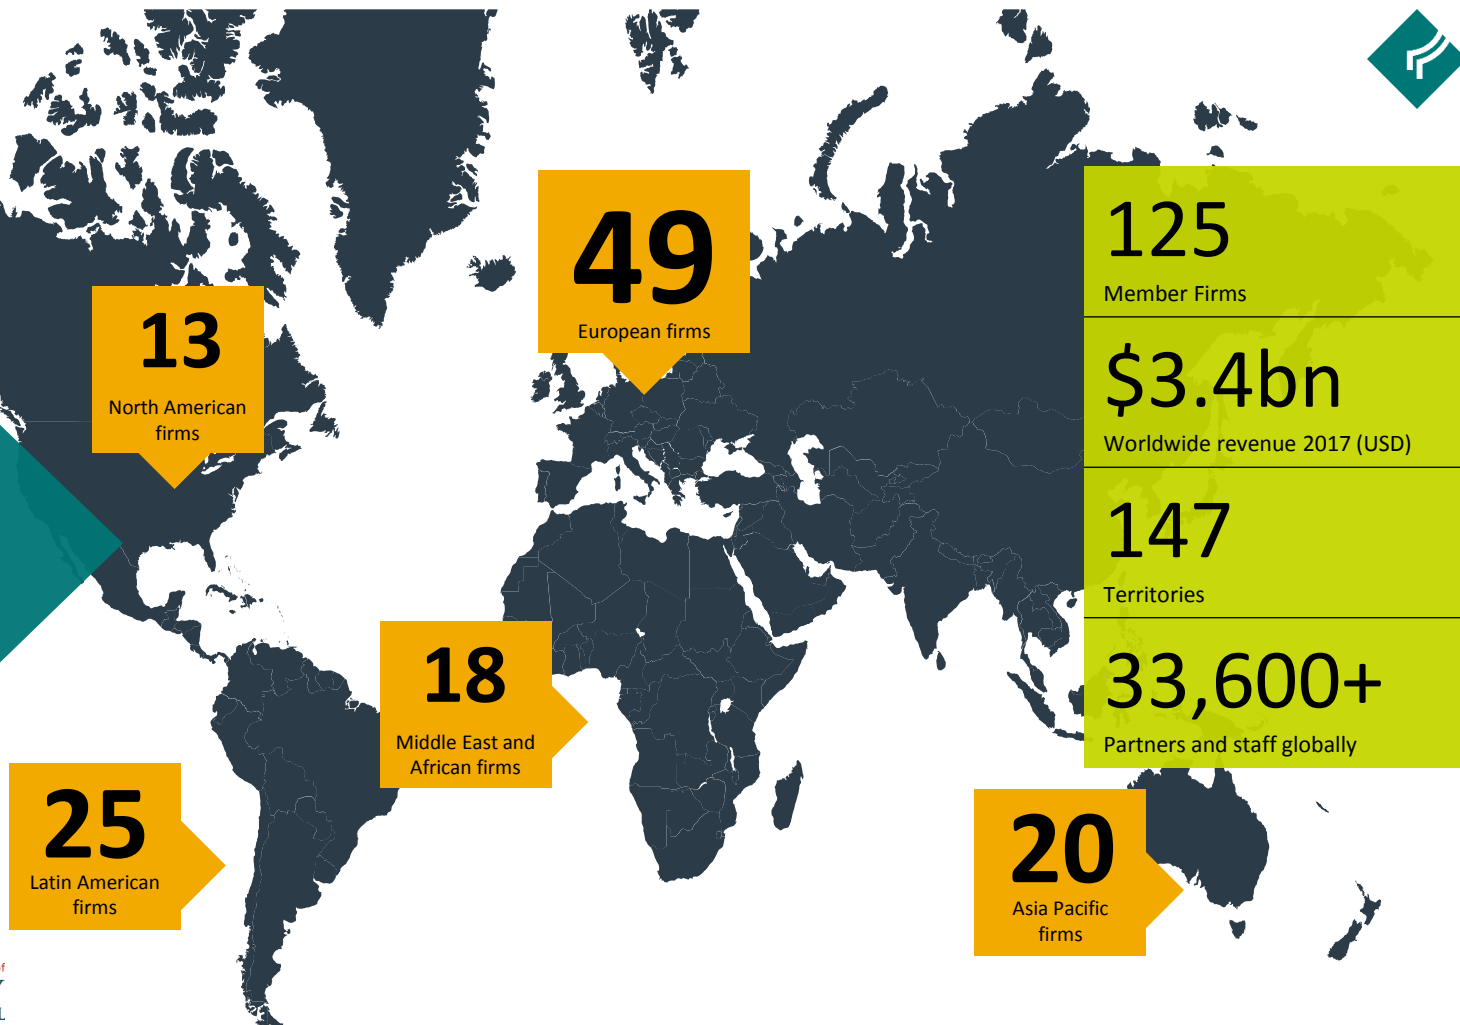 49
European firms
13
North American
firms
18
Middle East and
African firms
25
Latin American
firms
20
Asia Pacific
firms
125
Member Firms
$3.4bn
Worldwide revenue 2017 (USD)
147
Territories
33,600+
Partners and staff globally